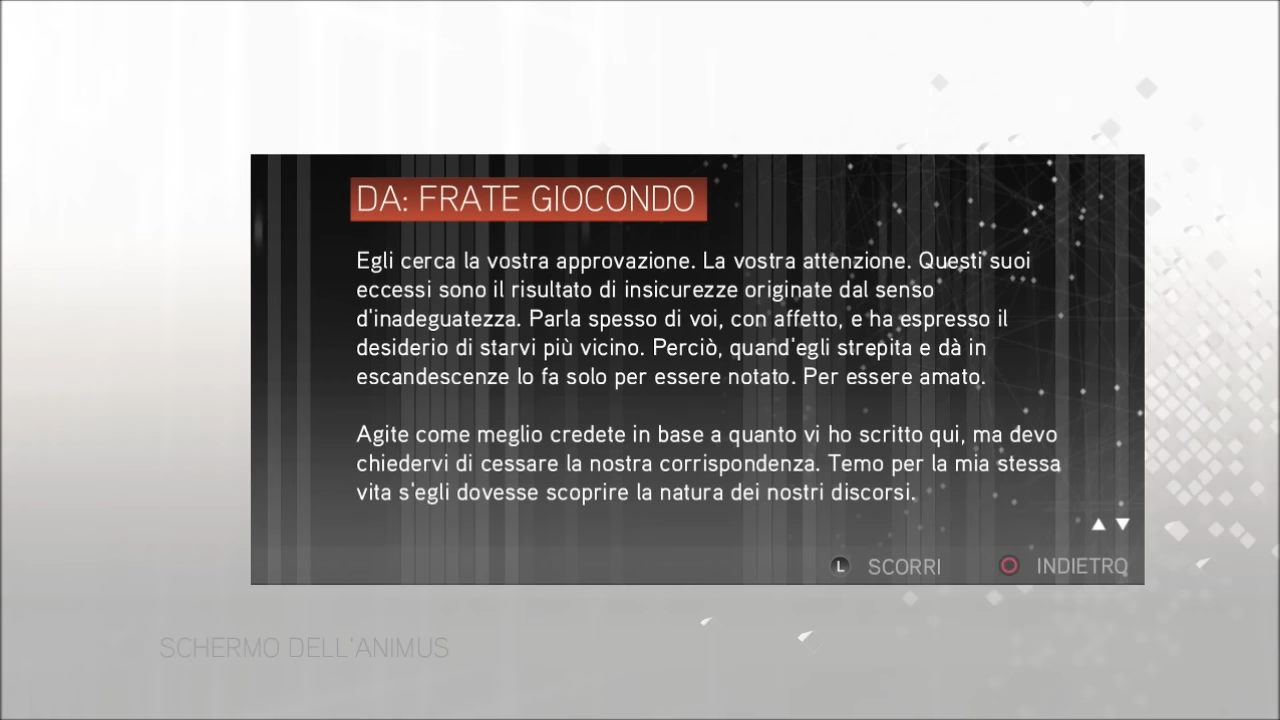 DA: FRATE GIOCONDO
Egli cerca la vostra approvazione. La vostra attenzione. Questi suoi
eccessi sono il risultato di insicurezze originate dal senso
d'inadeguatezza. Parla spesso di voi, con affetto, e ha espresso il
desiderio di starvi più vicino. Perciò, quand'egli strepita e dà in
escandescenze lo fa solo per essere notato. Per essere amato.
Agite come meglio credete in base a quanto vi ho scritto qui, ma devo
chiedervi di cessare la nostra corrispondenza. Temo per la mia stessa
vita s'egli dovesse scoprire la natura dei nostri discorsi.
L SCORRI INDIETRO
SCHERMO DELL'ANIMUS